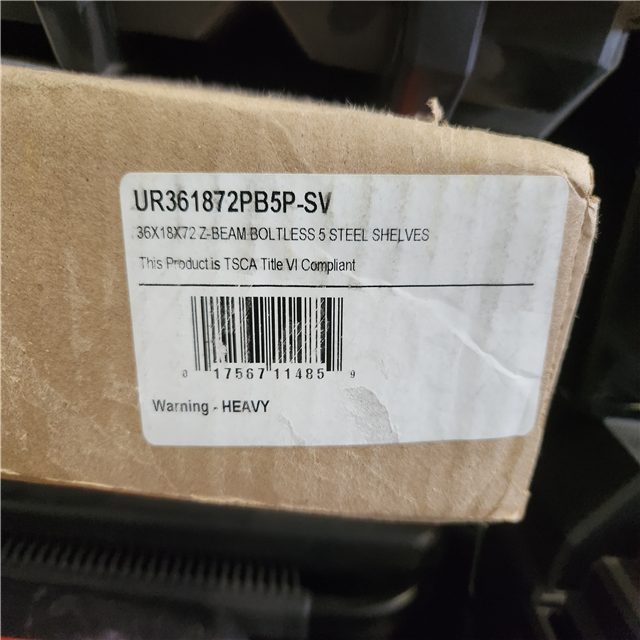 UR361872PB5P-SV
36X18X72 Z-BEAM BOLTLESS 5 STEEL SHELVES
This Product is TSCA Title VI Compliant
0 17567 11485 9
Warning - HEAVY